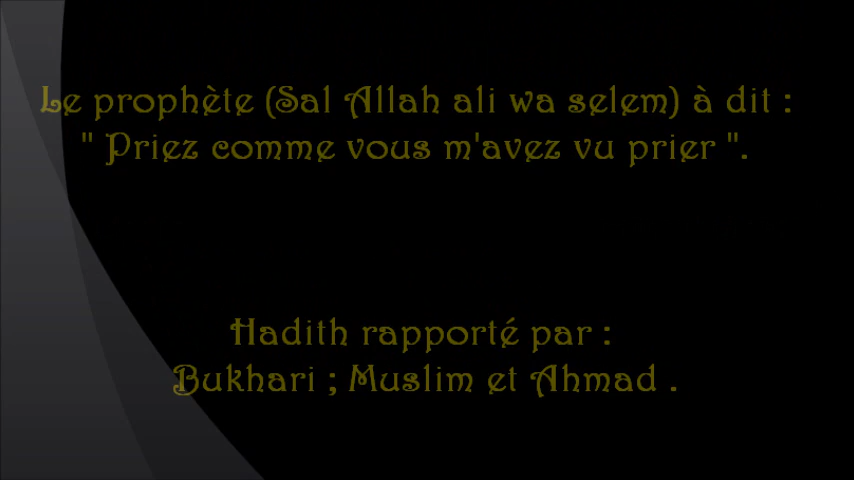 Le prophète (Sal Allah ali wa selem) à dit :
" Priez comme vous m'avez vu prier ".
Hadith rapporté par :
Bukhari ; Muslim et Ahmad .